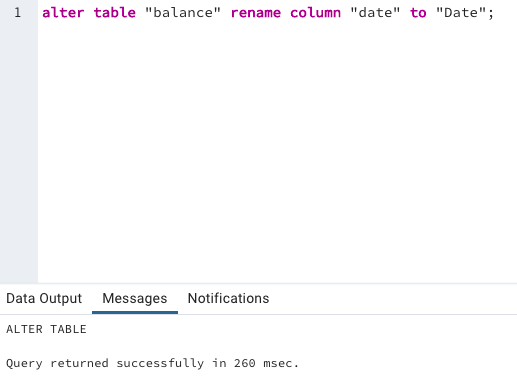 1 alter table "balance" rename column "date" to "Date";
Data Output Messages Notifications
ALTER TABLE
Query returned successfully in 260 msec.